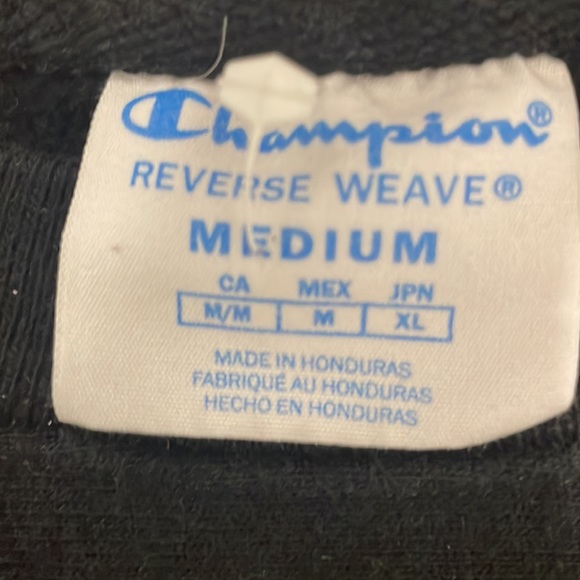 Champion®
REVERSE WEAVE®
MEDIUM
CA MEX JPN
M/M M XL
MADE IN HONDURAS
FABRIQUÉ AU HONDURAS
HECHO EN HONDURAS